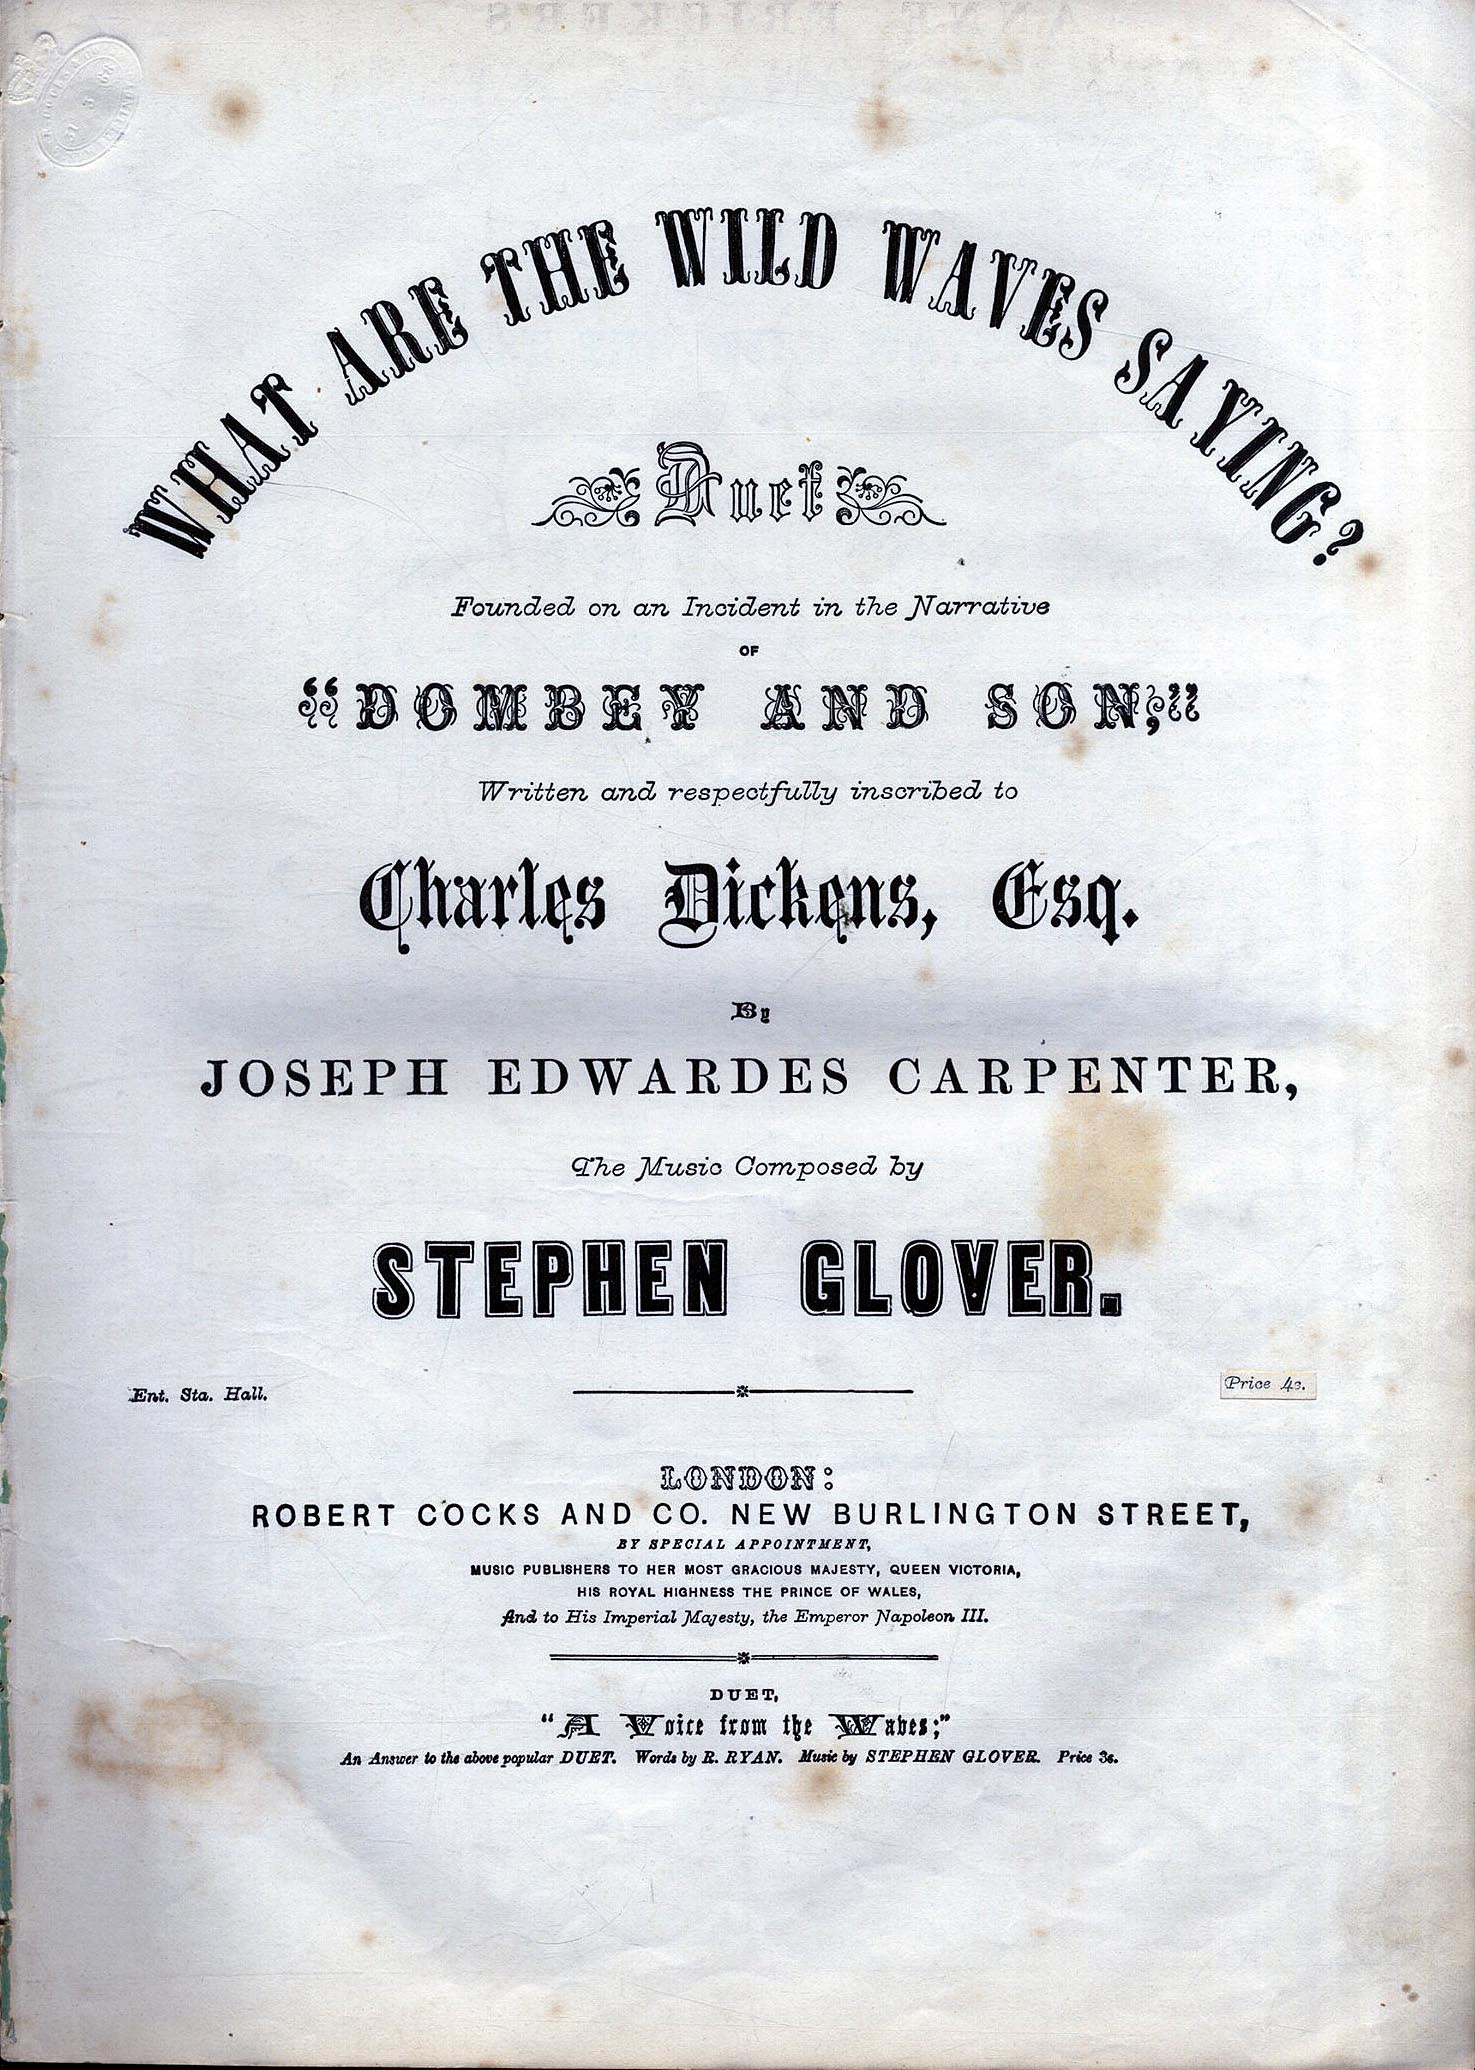 WHAT ARE THE WILD WAVES SAYING?
Duet
Founded on an Incident in the Narrative
OF
"DOMBEY AND SON,"
Written and respectfully inscribed to
Charles Dickens, Esq.
By
JOSEPH EDWARDES CARPENTER,
The Music Composed by
STEPHEN GLOVER.
Ent. Sta. Hall.
Price 4s.
LONDON:
ROBERT COCKS AND CO. NEW BURLINGTON STREET,
BY SPECIAL APPOINTMENT,
MUSIC PUBLISHERS TO HER MOST GRACIOUS MAJESTY, QUEEN VICTORIA,
HIS ROYAL HIGHNESS THE PRINCE OF WALES,
And to His Imperial Majesty, the Emperor Napoleon III.
DUET,
"A Voice from the Waves;"
An Answer to the above popular DUET. Words by R. RYAN. Music by STEPHEN GLOVER. Price 3s.